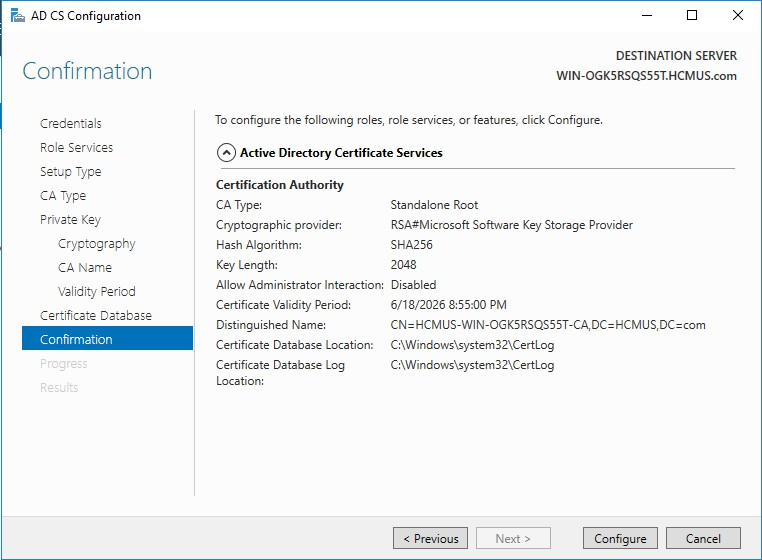 AD CS Configuration
DESTINATION SERVER
WIN-OGK5RSQS55T.HCMUS.com
Confirmation
Credentials
Role Services
Setup Type
CA Type
Private Key
Cryptography
CA Name
Validity Period
Certificate Database
Confirmation
Progress
Results
To configure the following roles, role services, or features, click Configure.
Active Directory Certificate Services
Certification Authority
CA Type: Standalone Root
Cryptographic provider: RSA#Microsoft Software Key Storage Provider
Hash Algorithm: SHA256
Key Length: 2048
Allow Administrator Interaction: Disabled
Certificate Validity Period: 6/18/2026 8:55:00 PM
Distinguished Name: CN=HCMUS-WIN-OGK5RSQS55T-CA,DC=HCMUS,DC=com
Certificate Database Location: C:\Windows\system32\CertLog
Certificate Database Log C:\Windows\system32\CertLog
Location:
< Previous Next > Configure Cancel